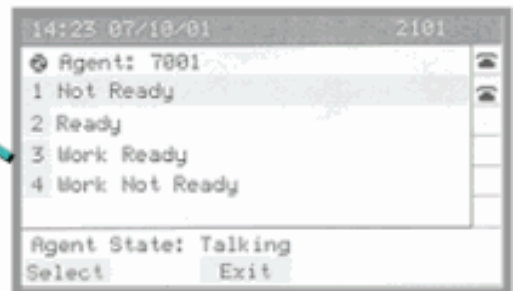 14:23 07/10/01 2101
Agent: 7001
1 Not Ready
2 Ready
3 Work Ready
4 Work Not Ready
Agent State: Talking
Select Exit